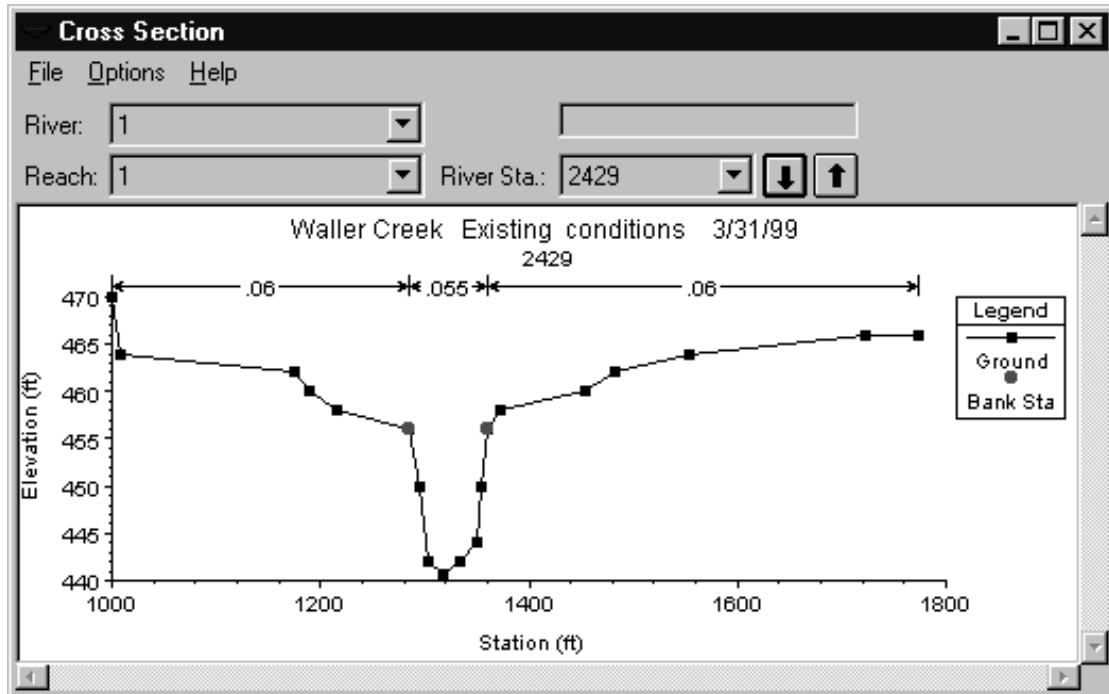 Cross Section
File Options Help
River: 1
Reach: 1 River Sta.: 2429
Waller Creek Existing conditions 3/31/99
2429
.06 .055 .06
470
465
460
455
450
445
440
Elevation (ft)
1000 1200 1400 1600 1800
Station (ft)
Legend
Ground
Bank Sta